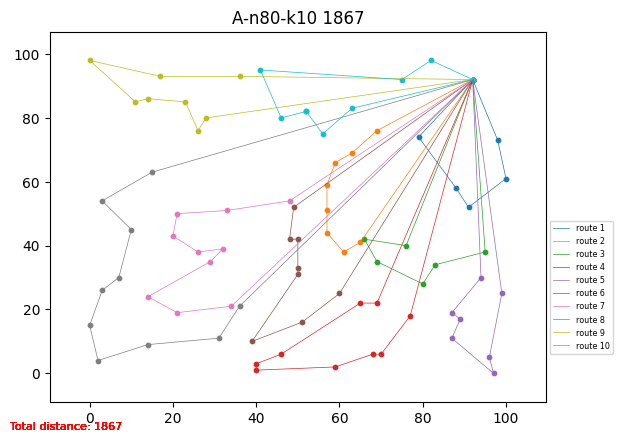 A-n80-k10 1867
100
80
60
40
20
0
0
20
40
60
80
100
route 1
route 2
route 3
route 4
route 5
route 6
route 7
route 8
route 9
route 10
Total distance: 1867